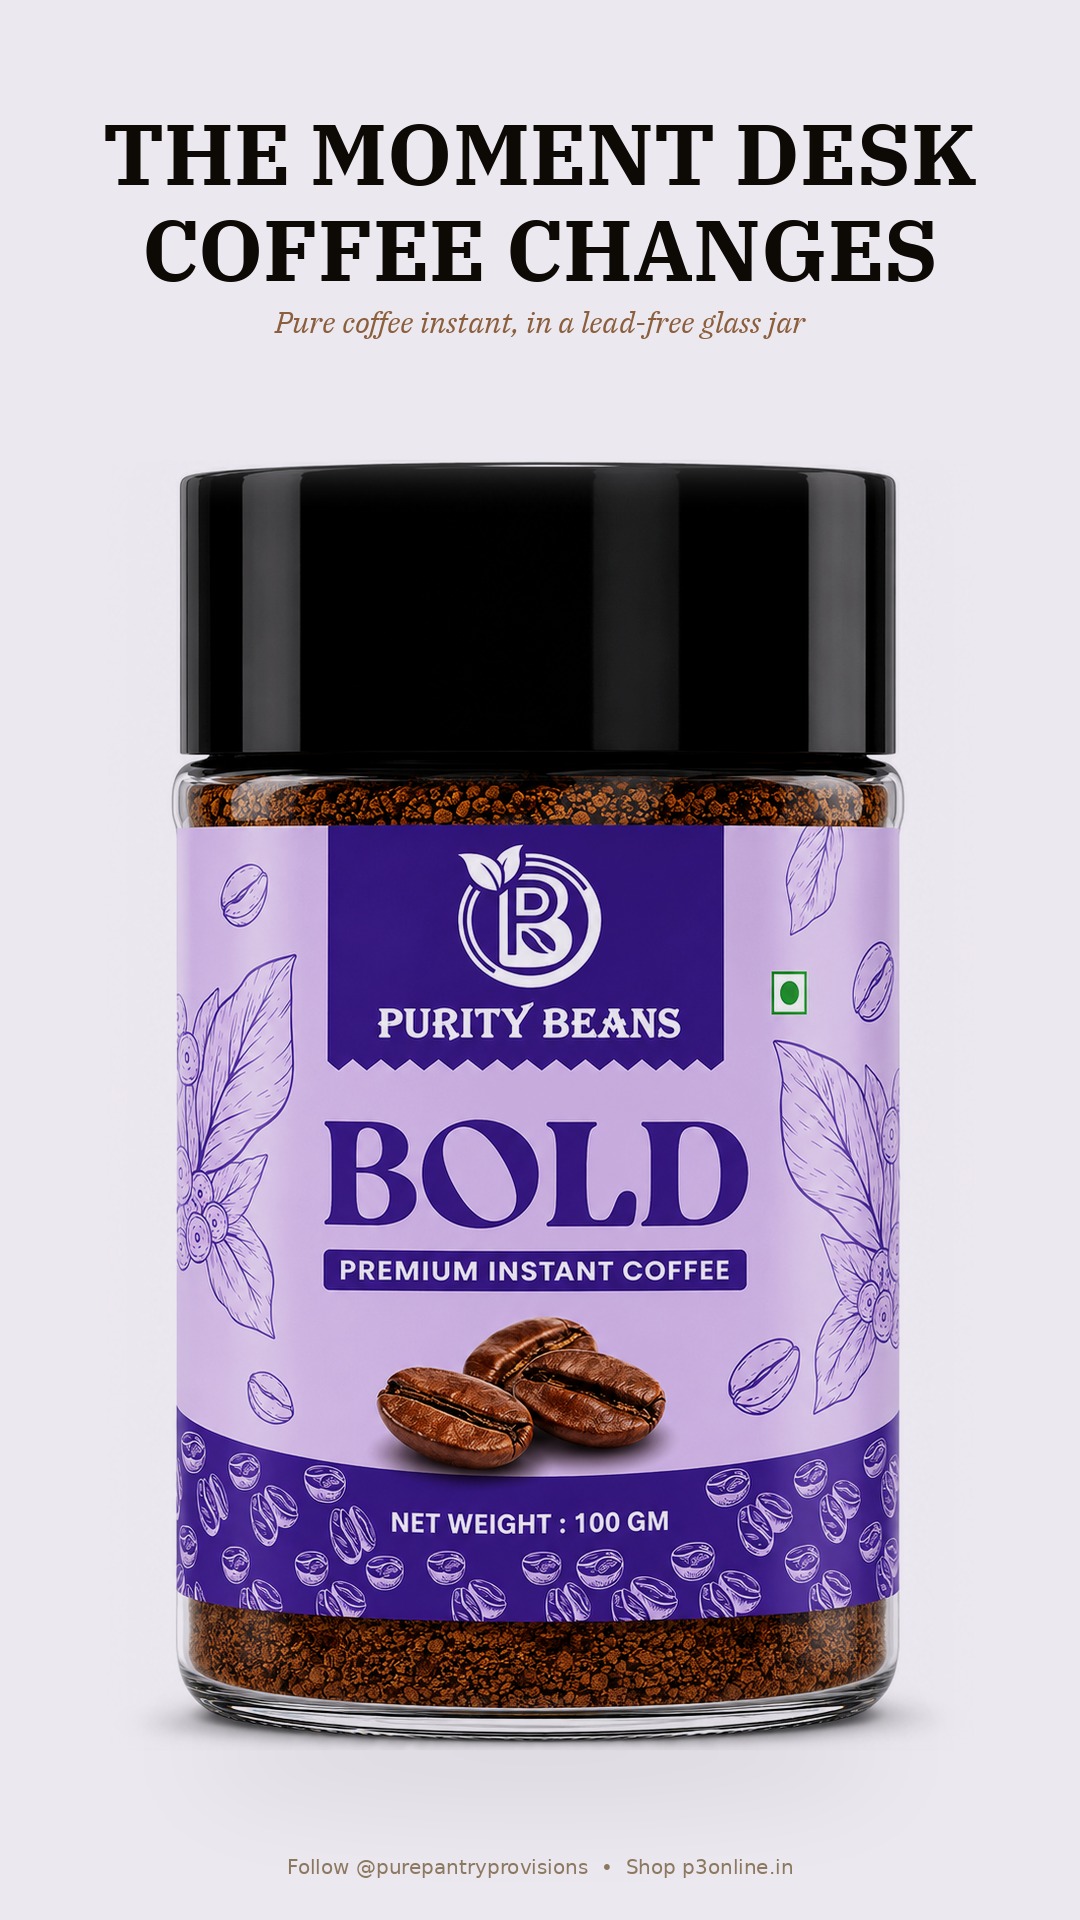 THE MOMENT DESK
COFFEE CHANGES
Pure coffee instant, in a lead-free glass jar
PURITY BEANS
BOLD
PREMIUM INSTANT COFFEE
NET WEIGHT : 100 GM
Follow @purepantryprovisions • Shop p3online.in